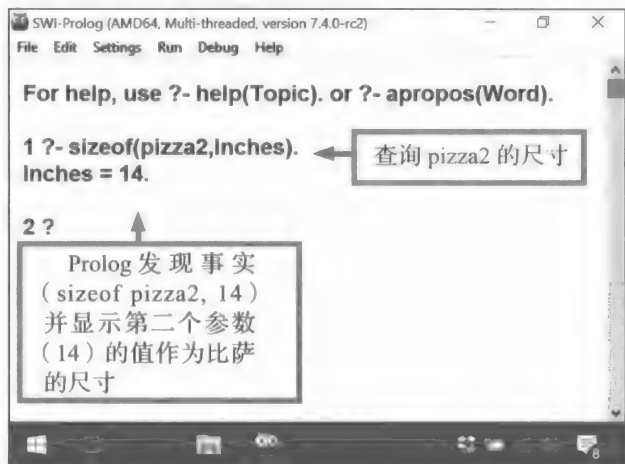 SWI-Prolog (AMD64, Multi-threaded, version 7.4.0-rc2)
File Edit Settings Run Debug Help
For help, use ?- help(Topic). or ?- apropos(Word).
1 ?- sizeof(pizza2,Inches).
Inches = 14.
查询 pizza2 的尺寸
2 ?
Prolog 发现事实
（sizeof pizza2, 14）
并显示第二个参数
（14）的值作为比萨
的尺寸
8